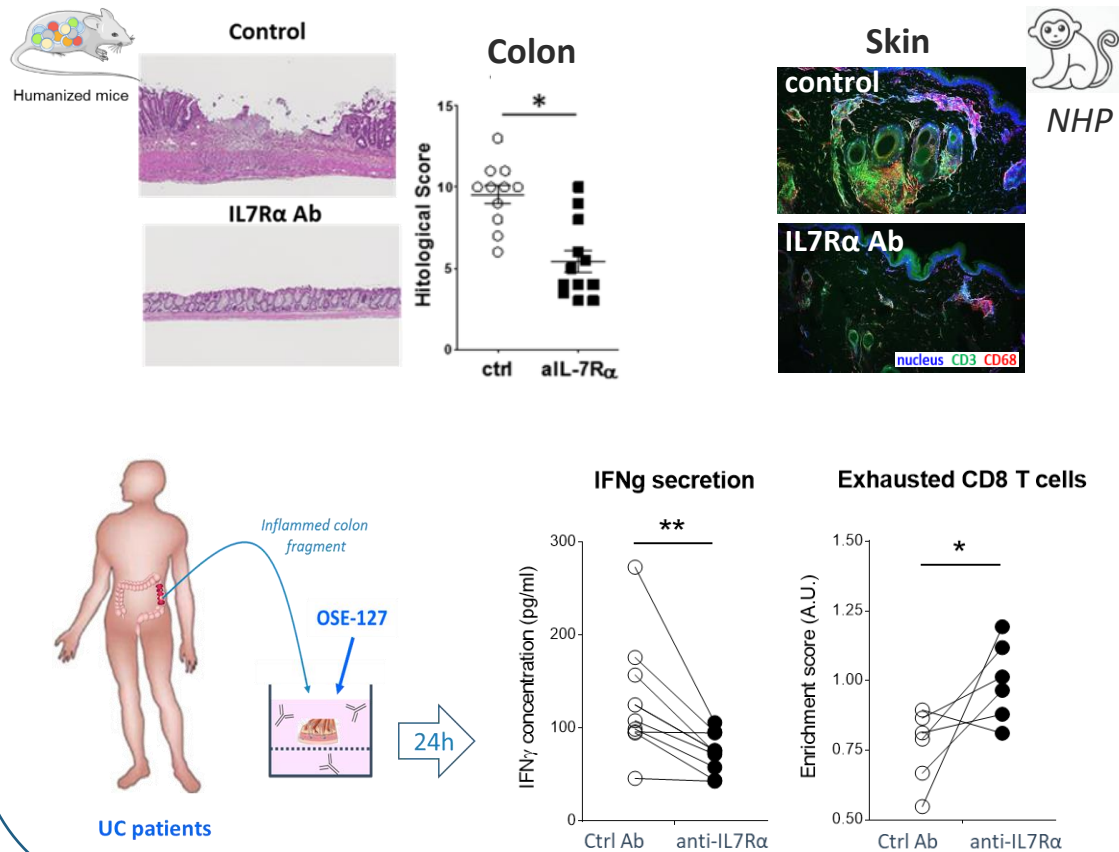 Humanized mice
Control
IL7Rα Ab
Colon
Hitological Score
15
10
5
0
*
ctrl
aIL-7Rα
Skin
control
IL7Rα Ab
nucleus CD3 CD68
NHP
Inflammed colon
fragment
OSE-127
UC patients
24h
IFNg secretion
**
IFNγ concentration (pg/ml)
300
200
100
0
Ctrl Ab
anti-IL7Rα
Exhausted CD8 T cells
*
Enrichment score (A.U.)
1.50
1.25
1.00
0.75
0.50
Ctrl Ab
anti-IL7Rα